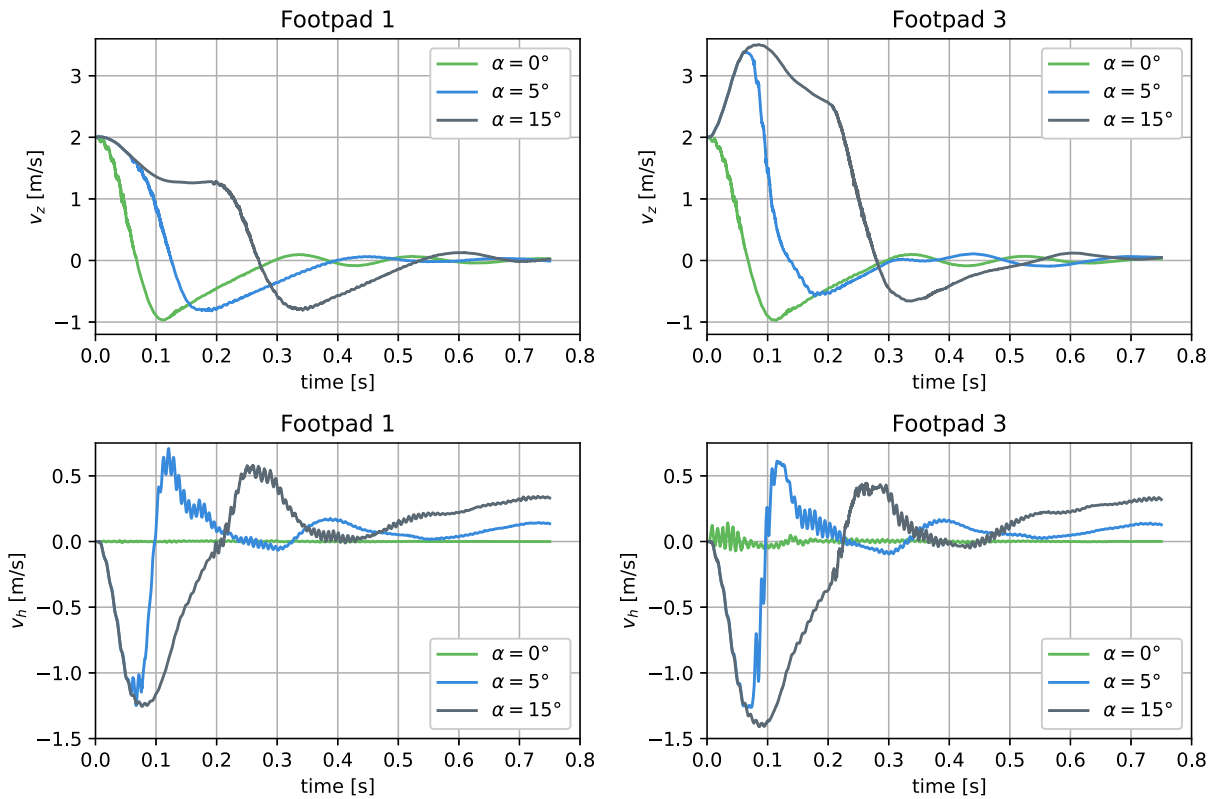 Footpad 1
v_z [m/s]
3
2
1
0
−1
0.0 0.1 0.2 0.3 0.4 0.5 0.6 0.7 0.8
time [s]
α = 0°
α = 5°
α = 15°
Footpad 3
v_z [m/s]
3
2
1
0
−1
0.0 0.1 0.2 0.3 0.4 0.5 0.6 0.7 0.8
time [s]
α = 0°
α = 5°
α = 15°
Footpad 1
v_h [m/s]
0.5
0.0
−0.5
−1.0
−1.5
0.0 0.1 0.2 0.3 0.4 0.5 0.6 0.7 0.8
time [s]
α = 0°
α = 5°
α = 15°
Footpad 3
v_h [m/s]
0.5
0.0
−0.5
−1.0
−1.5
0.0 0.1 0.2 0.3 0.4 0.5 0.6 0.7 0.8
time [s]
α = 0°
α = 5°
α = 15°